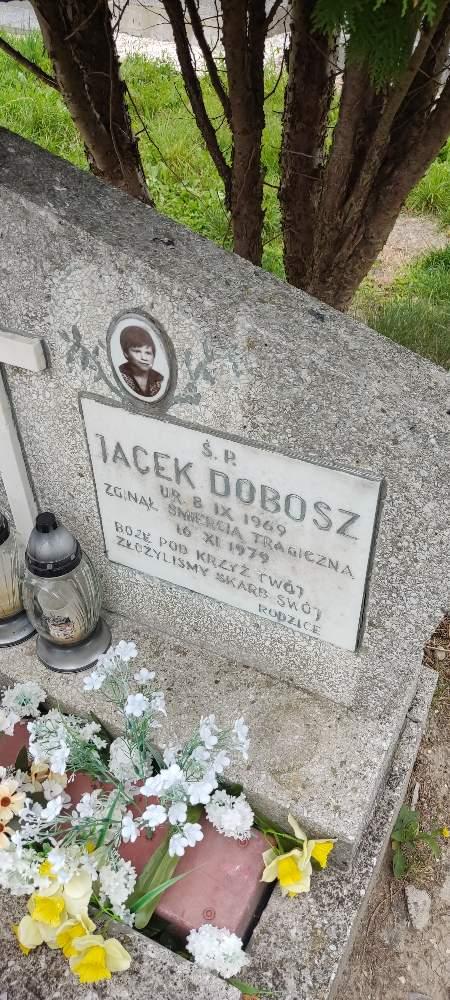 Ś. P.
JACEK DOBOSZ
UR. 8 IX 1969
ZGINĄŁ ŚMIERCIĄ TRAGICZNĄ
16 XI 1979
BOŻE POD KRZYŻ TWÓJ
ZŁOŻYLIŚMY SKARB SWÓJ
RODZICE